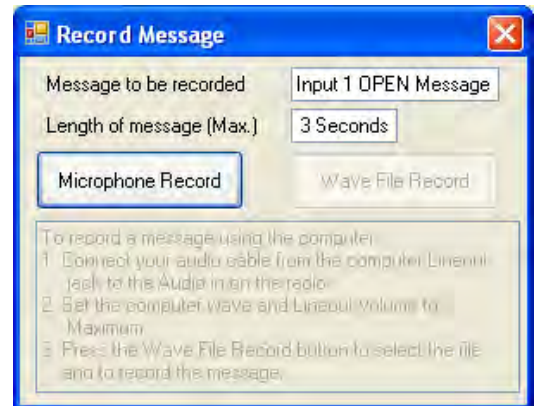 Record Message
Message to be recorded Input 1 OPEN Message
Length of message (Max.) 3 Seconds
Microphone Record Wave File Record
To record a message using the computer
1. Connect your audio cable from the computer Lineout
jack to the Audio in on the radio.
2. Set the computer wave and Lineout Volume to
Maximum
3. Press the Wave File Record button to select the file
and to record the message.